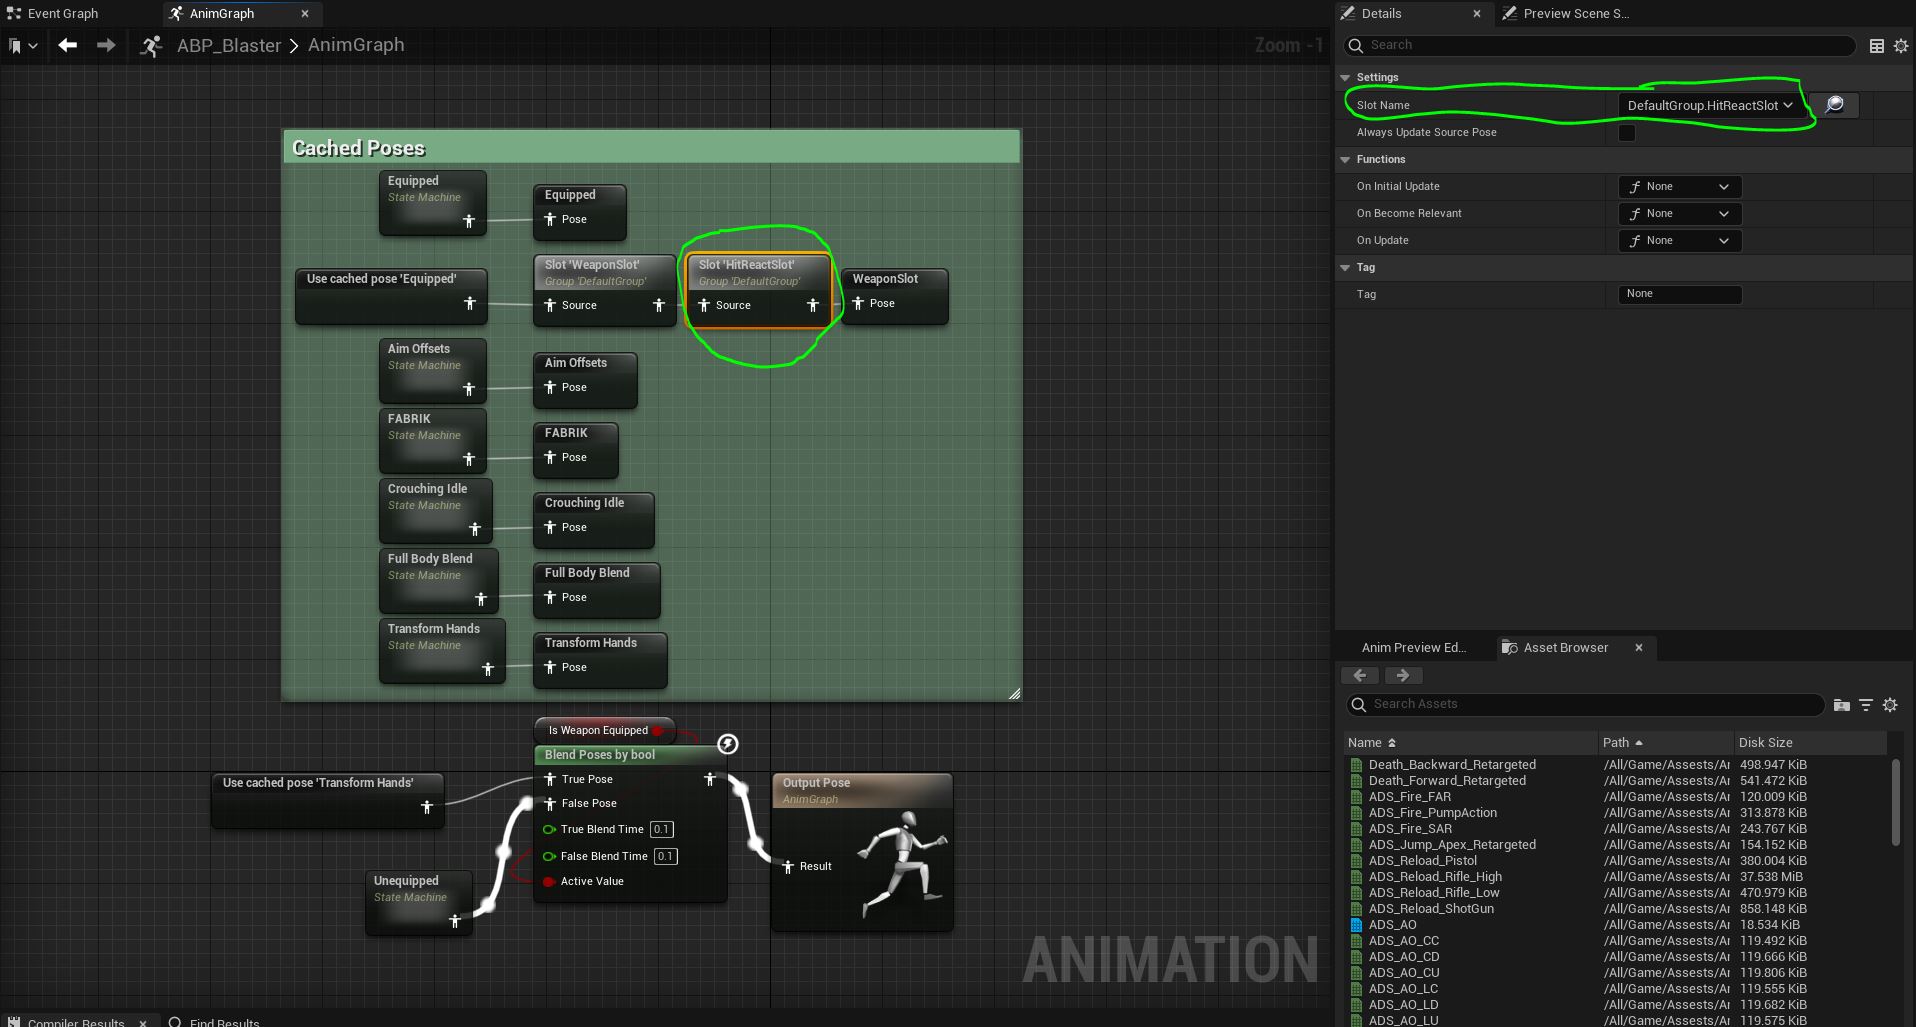 Event Graph
AnimGraph
ABP_Blaster > AnimGraph
Zoom -1
Cached Poses
Equipped
State Machine
Equipped
Pose
Use cached pose 'Equipped'
Slot 'WeaponSlot'
Group 'DefaultGroup'
Source
Slot 'HitReactSlot'
Group 'DefaultGroup'
Source
WeaponSlot
Pose
Aim Offsets
State Machine
Aim Offsets
Pose
FABRIK
State Machine
FABRIK
Pose
Crouching Idle
State Machine
Crouching Idle
Pose
Full Body Blend
State Machine
Full Body Blend
Pose
Transform Hands
State Machine
Transform Hands
Pose
Is Weapon Equipped
Blend Poses by bool
True Pose
False Pose
True Blend Time 0.1
False Blend Time 0.1
Active Value
Use cached pose 'Transform Hands'
Unequipped
State Machine
Output Pose
AnimGraph
Result
ANIMATION
Compiler Results
Find Results
Details
Preview Scene S...
Search
Settings
Slot Name DefaultGroup.HitReactSlot
Always Update Source Pose
Functions
On Initial Update None
On Become Relevant None
On Update None
Tag
Tag None
Anim Preview Ed...
Asset Browser
Search Assets
Name Path Disk Size
Death_Backward_Retargeted /All/Game/Assests/Ar 498.947 KiB
Death_Forward_Retargeted /All/Game/Assests/Ar 541.472 KiB
ADS_Fire_FAR /All/Game/Assests/Ar 120.009 KiB
ADS_Fire_PumpAction /All/Game/Assests/Ar 313.878 KiB
ADS_Fire_SAR /All/Game/Assests/Ar 243.767 KiB
ADS_Jump_Apex_Retargeted /All/Game/Assests/Ar 154.152 KiB
ADS_Reload_Pistol /All/Game/Assests/Ar 380.004 KiB
ADS_Reload_Rifle_High /All/Game/Assests/Ar 37.538 MiB
ADS_Reload_Rifle_Low /All/Game/Assests/Ar 470.979 KiB
ADS_Reload_ShotGun /All/Game/Assests/Ar 858.148 KiB
ADS_AO /All/Game/Assests/Ar 18.534 KiB
ADS_AO_CC /All/Game/Assests/Ar 119.492 KiB
ADS_AO_CD /All/Game/Assests/Ar 119.666 KiB
ADS_AO_CU /All/Game/Assests/Ar 119.806 KiB
ADS_AO_LC /All/Game/Assests/Ar 119.555 KiB
ADS_AO_LD /All/Game/Assests/Ar 119.682 KiB
ADS_AO_LU /All/Game/Assests/Ar 119.575 KiB